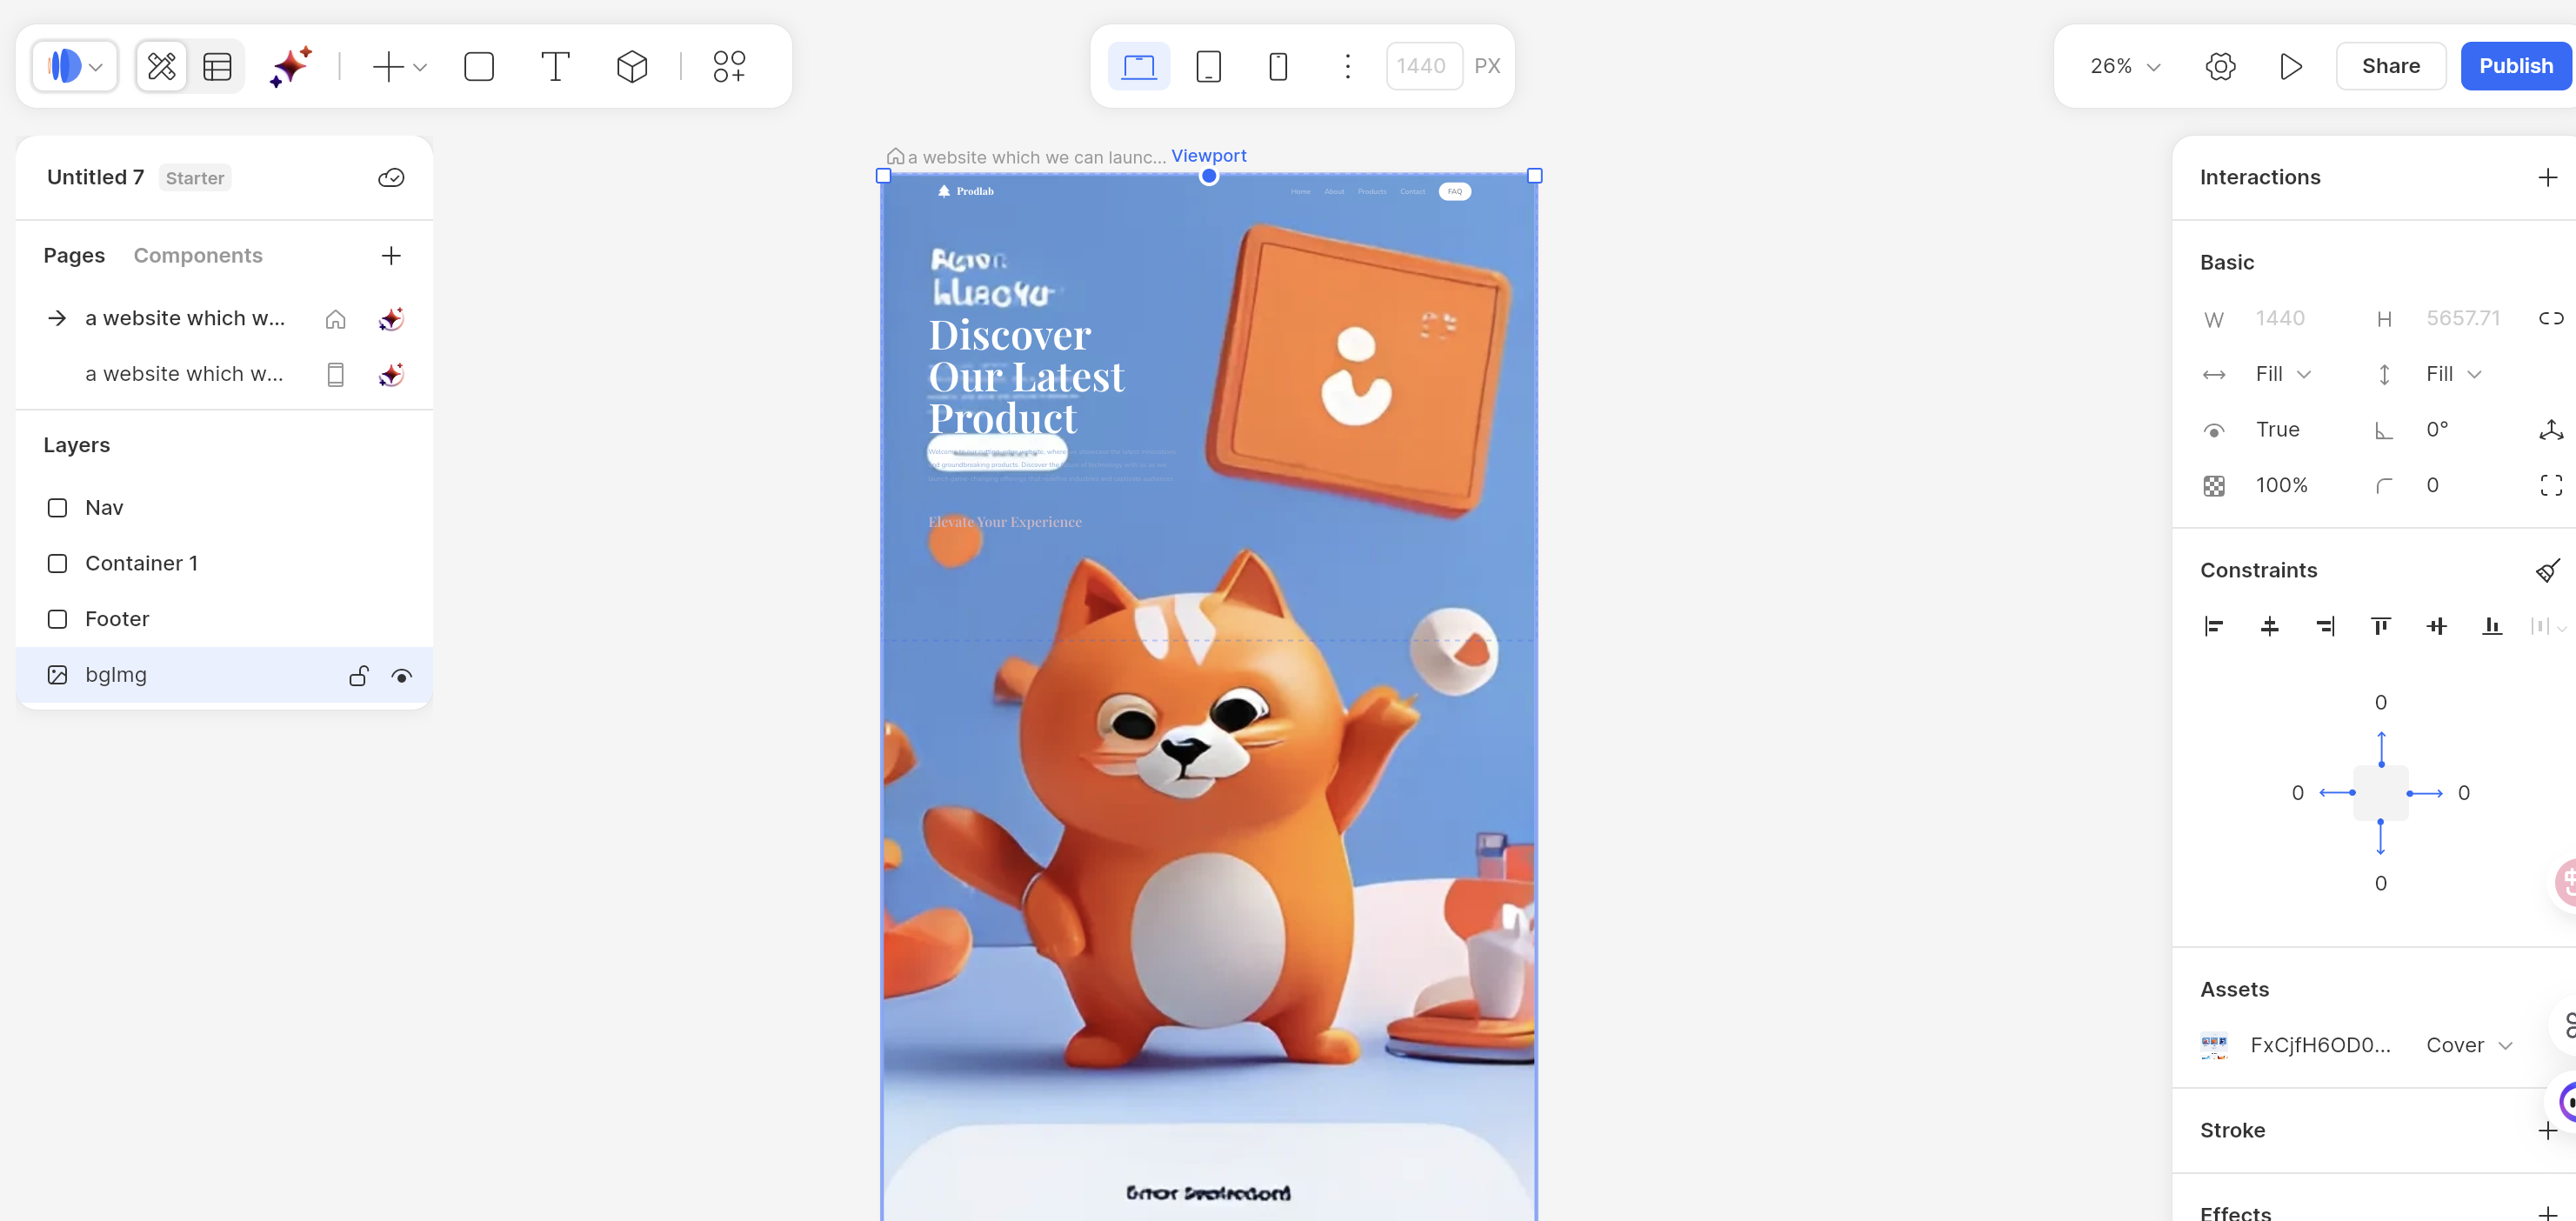 1440 PX
26%
Share
Publish
Untitled 7 Starter
Pages Components
a website which w...
a website which w...
Layers
Nav
Container 1
Footer
bgImg
a website which we can launc... Viewport
Prodlab
Home About Products Contact FAQ
Discover
Our Latest
Product
Elevate Your Experience
Interactions
Basic
W 1440 H 5657.71
Fill Fill
True 0°
100% 0
Constraints
0
0 0
0
Assets
FxCjfH6OD0... Cover
Stroke
Effects